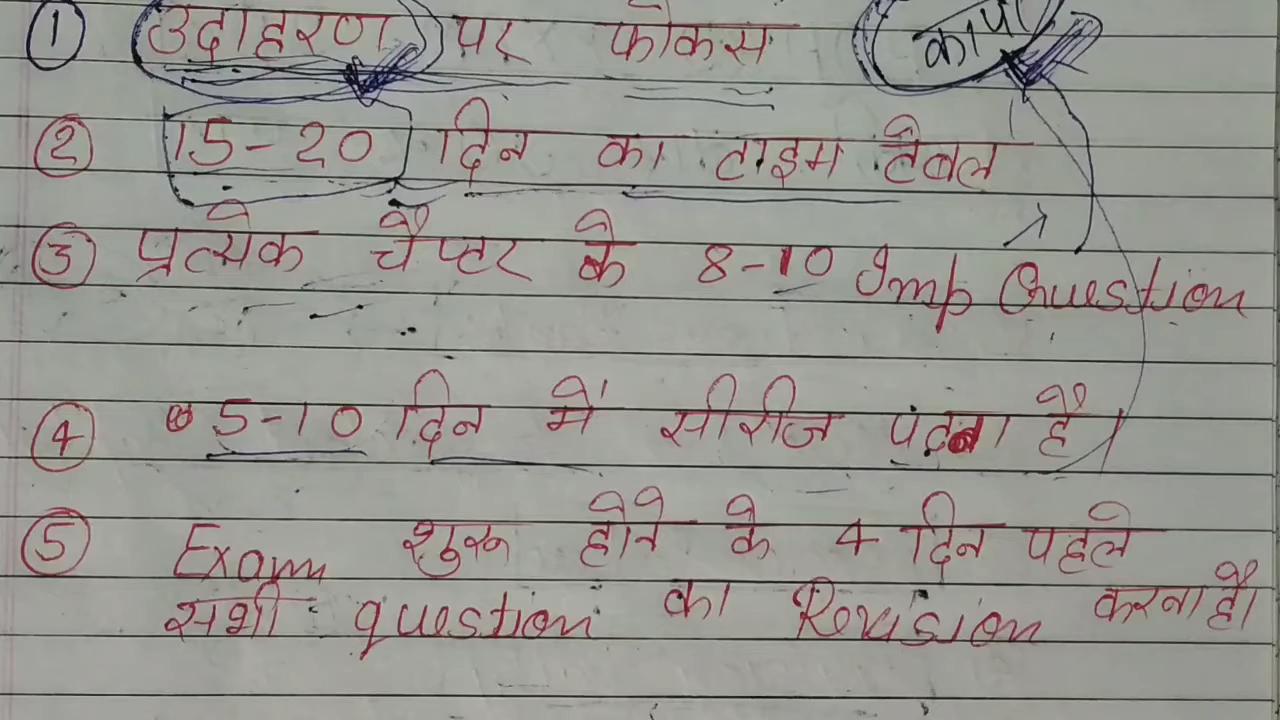 ① उदाहरण पर फोकस कापी
② 15-20 दिन का टाइम टेबल
③ प्रत्येक चैप्टर के 8-10 Imp Question
④ 5-10 दिन में सीरीज पढना है।
⑤ Exam शुरू होने के 4 दिन पहले
सभी question का Revision करना है।